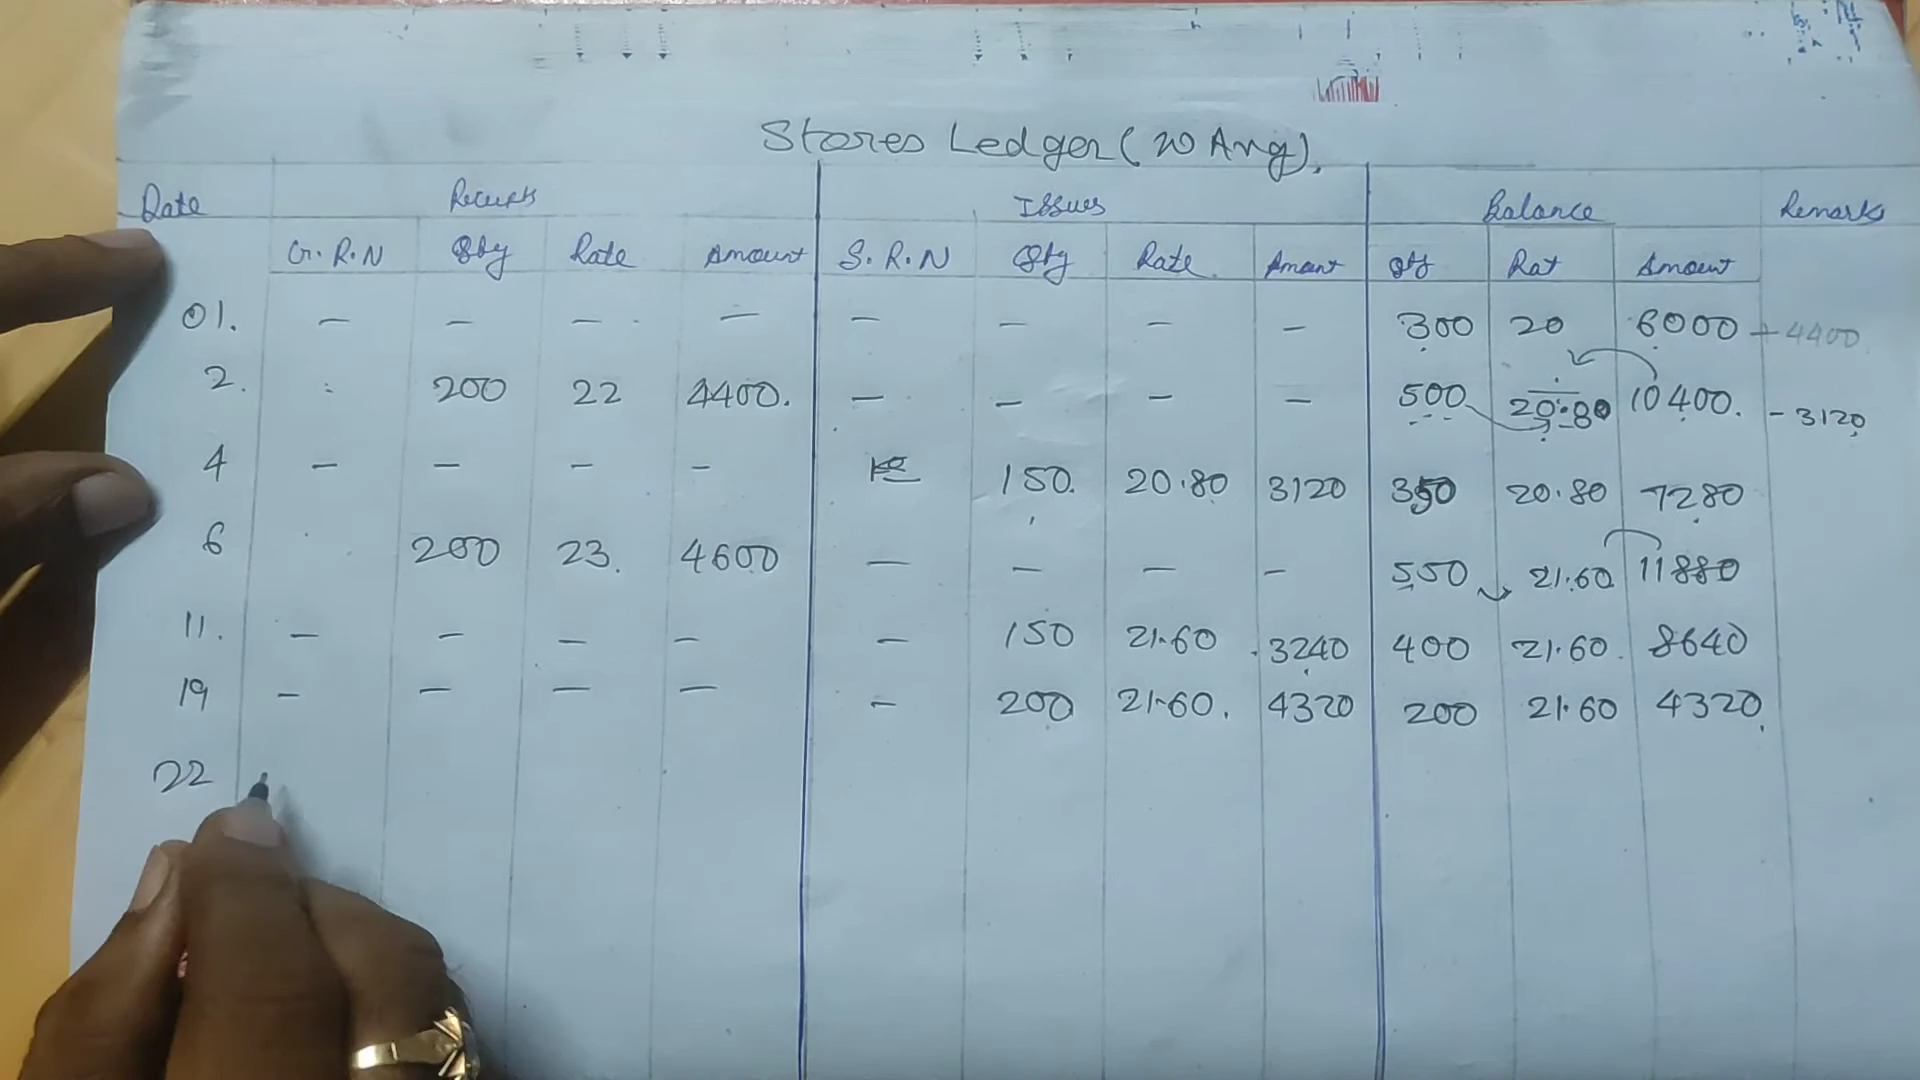 Stores Ledger (W Avg).
Date Receipts Issues Balance Remarks
G.R.N Qty Rate Amount S.R.N Qty Rate Amount Qty Rat Amount
01. – – – – – – – – 300 20 6000 + 4400
2. 200 22 4400. – – – – 500 20.80 10400. - 3120
4 – – – – 150. 20.80 3120 350 20.80 7280
6 200 23. 4600 – – – – 550 21.60 11880
11. – – – – – 150 21.60 3240 400 21.60. 8640
19 – – – – – 200 21.60. 4320 200 21.60 4320
22